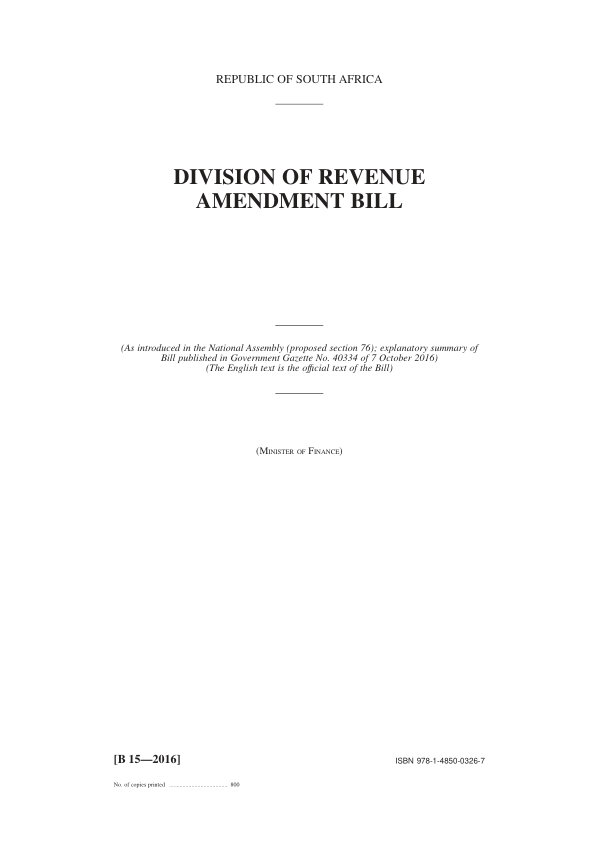 REPUBLIC OF SOUTH AFRICA
DIVISION OF REVENUE
AMENDMENT BILL
(As introduced in the National Assembly (proposed section 76); explanatory summary of
Bill published in Government Gazette No. 40334 of 7 October 2016)
(The English text is the official text of the Bill)
(Minister of Finance)
[B 15—2016]
ISBN 978-1-4850-0326-7
No. of copies printed ....................................... 800